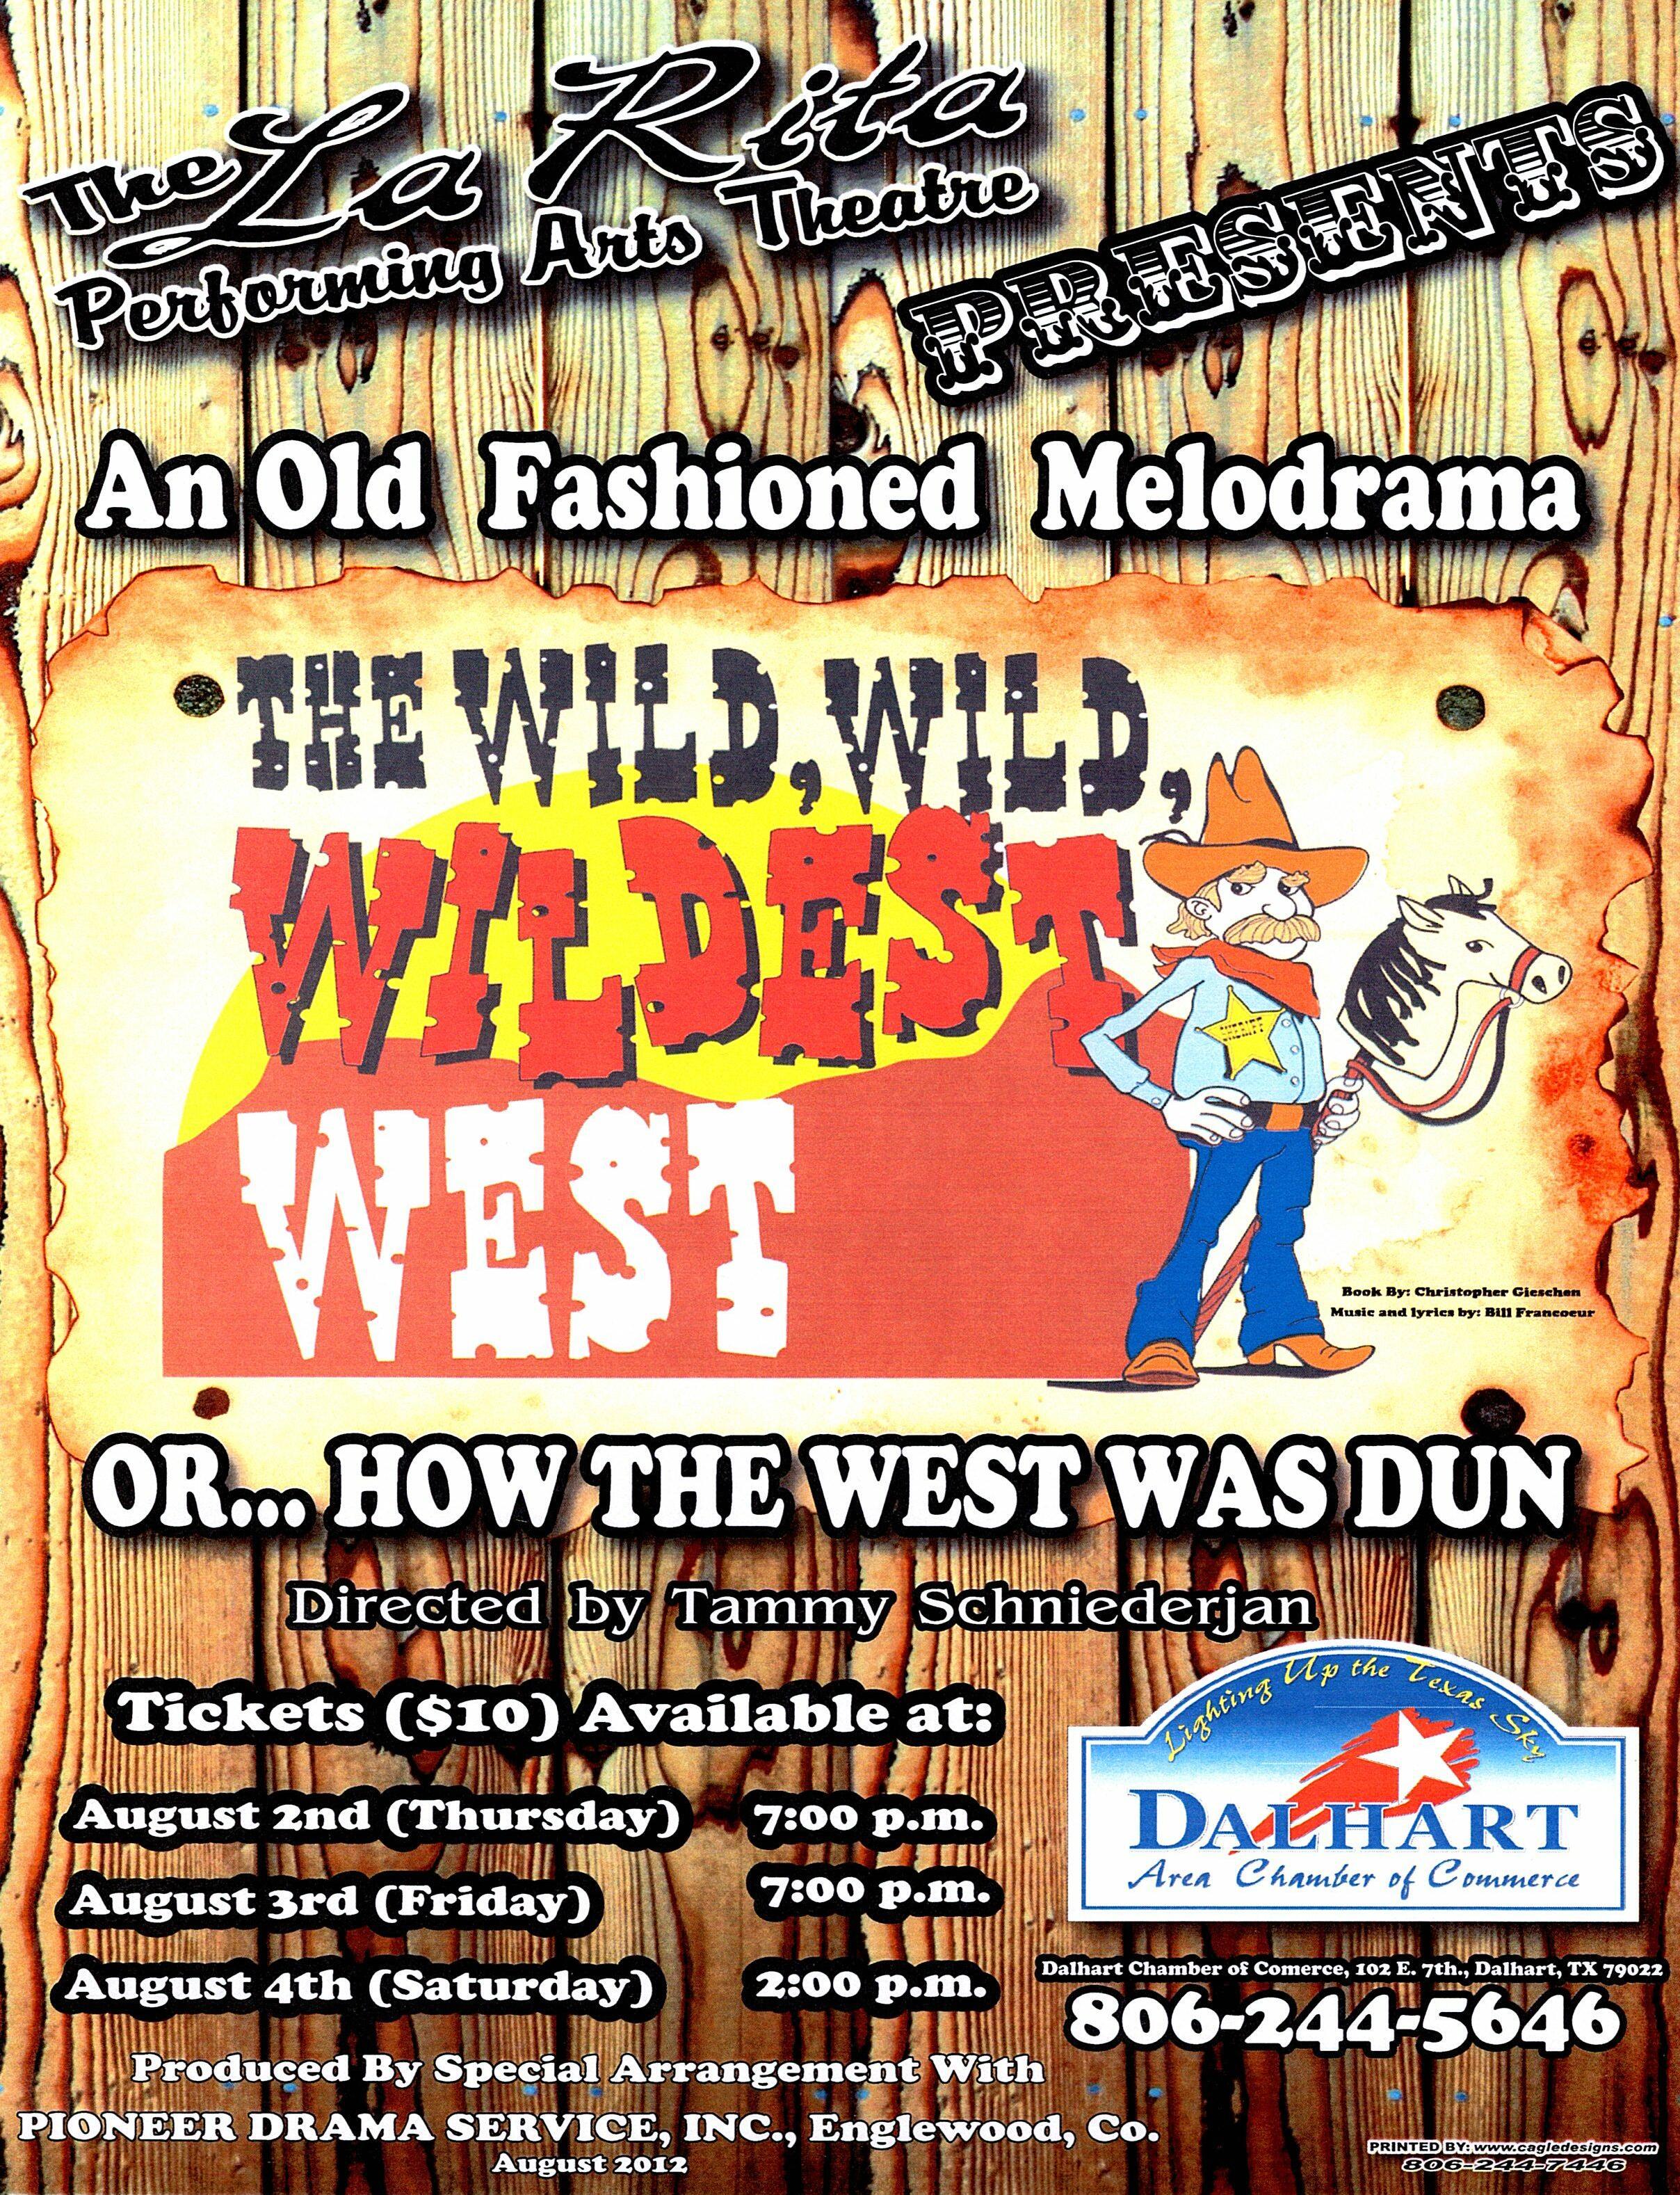 The La Rita
Performing Arts Theatre
PRESENTS
An Old Fashioned Melodrama
THE WILD, WILD,
WILDEST
WEST
Book By: Christopher Gieschen
Music and lyrics by: Bill Francoeur
OR... HOW THE WEST WAS DUN
Directed by Tammy Schniederjan
Tickets ($10) Available at:
August 2nd (Thursday) 7:00 p.m.
August 3rd (Friday) 7:00 p.m.
August 4th (Saturday) 2:00 p.m.
Lighting Up the Texas Sky
DALHART
Area Chamber of Commerce
Dalhart Chamber of Comerce, 102 E. 7th., Dalhart, TX 79022
806-244-5646
Produced By Special Arrangement With
PIONEER DRAMA SERVICE, INC., Englewood, Co.
August 2012
PRINTED BY: www.cagledesigns.com
806-244-7446